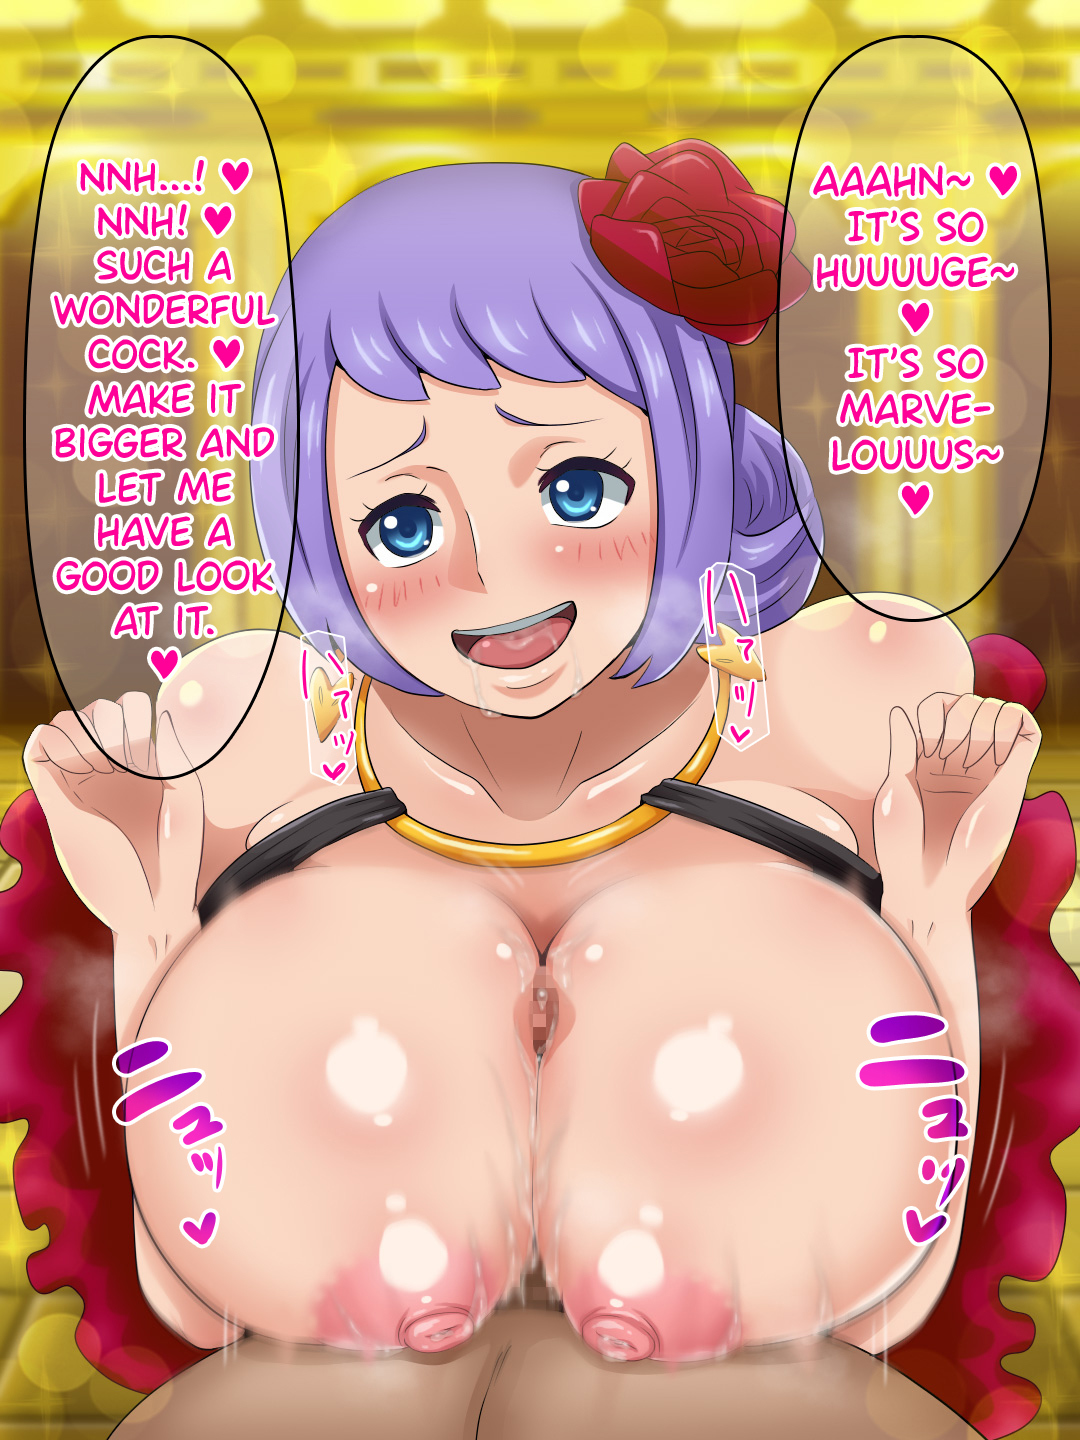 NNH...! ♥
NNH! ♥
SUCH A
WONDERFUL
COCK. ♥
MAKE IT
BIGGER AND
LET ME
HAVE A
GOOD LOOK
AT IT.
♥
AAAHN~ ♥
IT'S SO
HUUUUGE~
♥
IT'S SO
MARVE-
LOUUUS~
♥
ハァッ♡
ハァッ♡
ニュッ♡
ニュッ♡